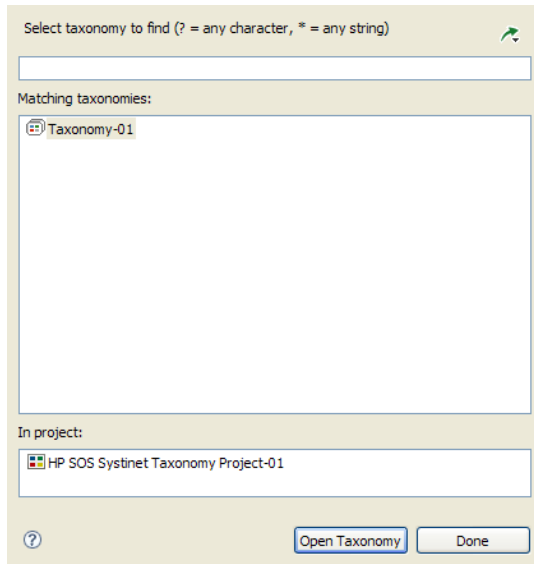 Select taxonomy to find (? = any character, * = any string)
Matching taxonomies:
Taxonomy-01
In project:
HP SOS Systinet Taxonomy Project-01
Open Taxonomy
Done